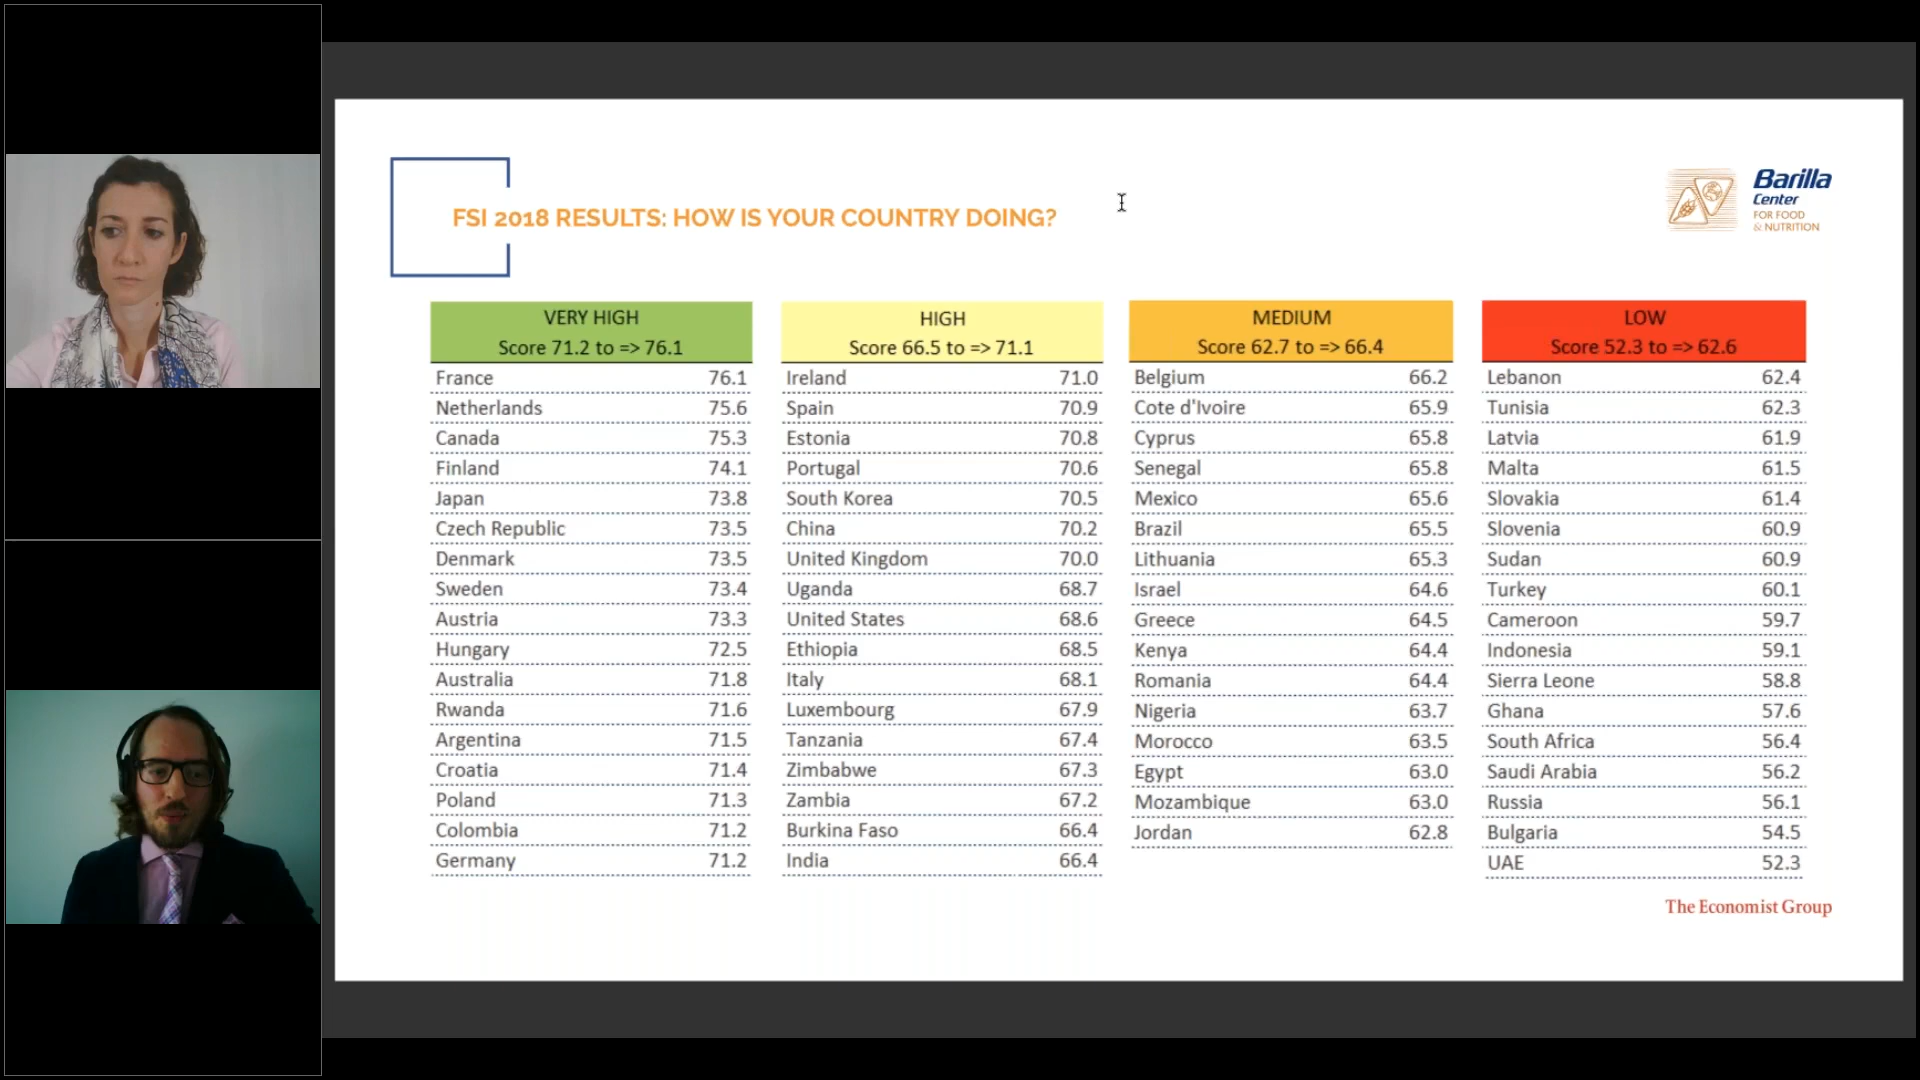 FSI 2018 RESULTS: HOW IS YOUR COUNTRY DOING?
Barilla
Center
FOR FOOD
& NUTRITION
VERY HIGH
Score 71.2 to => 76.1
France 76.1
Netherlands 75.6
Canada 75.3
Finland 74.1
Japan 73.8
Czech Republic 73.5
Denmark 73.5
Sweden 73.4
Austria 73.3
Hungary 72.5
Australia 71.8
Rwanda 71.6
Argentina 71.5
Croatia 71.4
Poland 71.3
Colombia 71.2
Germany 71.2
HIGH
Score 66.5 to => 71.1
Ireland 71.0
Spain 70.9
Estonia 70.8
Portugal 70.6
South Korea 70.5
China 70.2
United Kingdom 70.0
Uganda 68.7
United States 68.6
Ethiopia 68.5
Italy 68.1
Luxembourg 67.9
Tanzania 67.4
Zimbabwe 67.3
Zambia 67.2
Burkina Faso 66.4
India 66.4
MEDIUM
Score 62.7 to => 66.4
Belgium 66.2
Cote d'Ivoire 65.9
Cyprus 65.8
Senegal 65.8
Mexico 65.6
Brazil 65.5
Lithuania 65.3
Israel 64.6
Greece 64.5
Kenya 64.4
Romania 64.4
Nigeria 63.7
Morocco 63.5
Egypt 63.0
Mozambique 63.0
Jordan 62.8
LOW
Score 52.3 to => 62.6
Lebanon 62.4
Tunisia 62.3
Latvia 61.9
Malta 61.5
Slovakia 61.4
Slovenia 60.9
Sudan 60.9
Turkey 60.1
Cameroon 59.7
Indonesia 59.1
Sierra Leone 58.8
Ghana 57.6
South Africa 56.4
Saudi Arabia 56.2
Russia 56.1
Bulgaria 54.5
UAE 52.3
The Economist Group